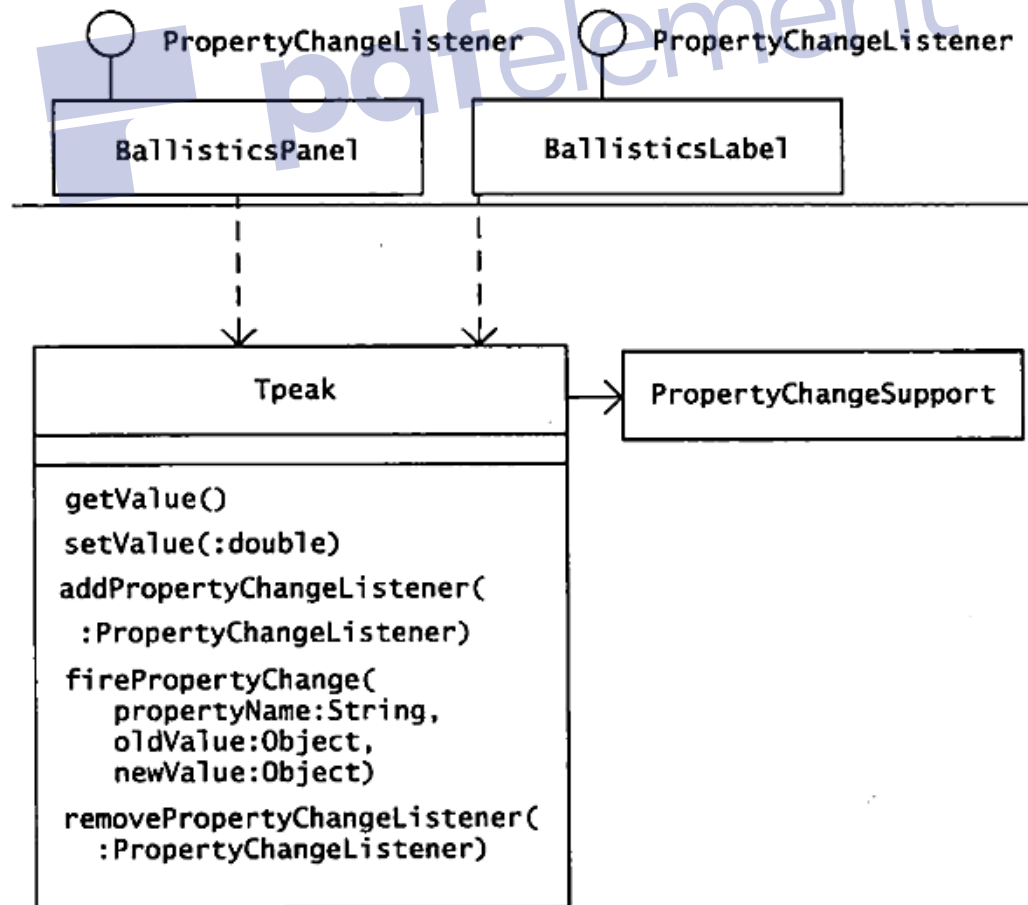 pdfelement
PropertyChangeListener
PropertyChangeListener
BallisticsPanel
BallisticsLabel
Tpeak
PropertyChangeSupport
getValue()
setValue(:double)
addPropertyChangeListener(
:PropertyChangeListener)
firePropertyChange(
propertyName:String,
oldValue:Object,
newValue:Object)
removePropertyChangeListener(
:PropertyChangeListener)